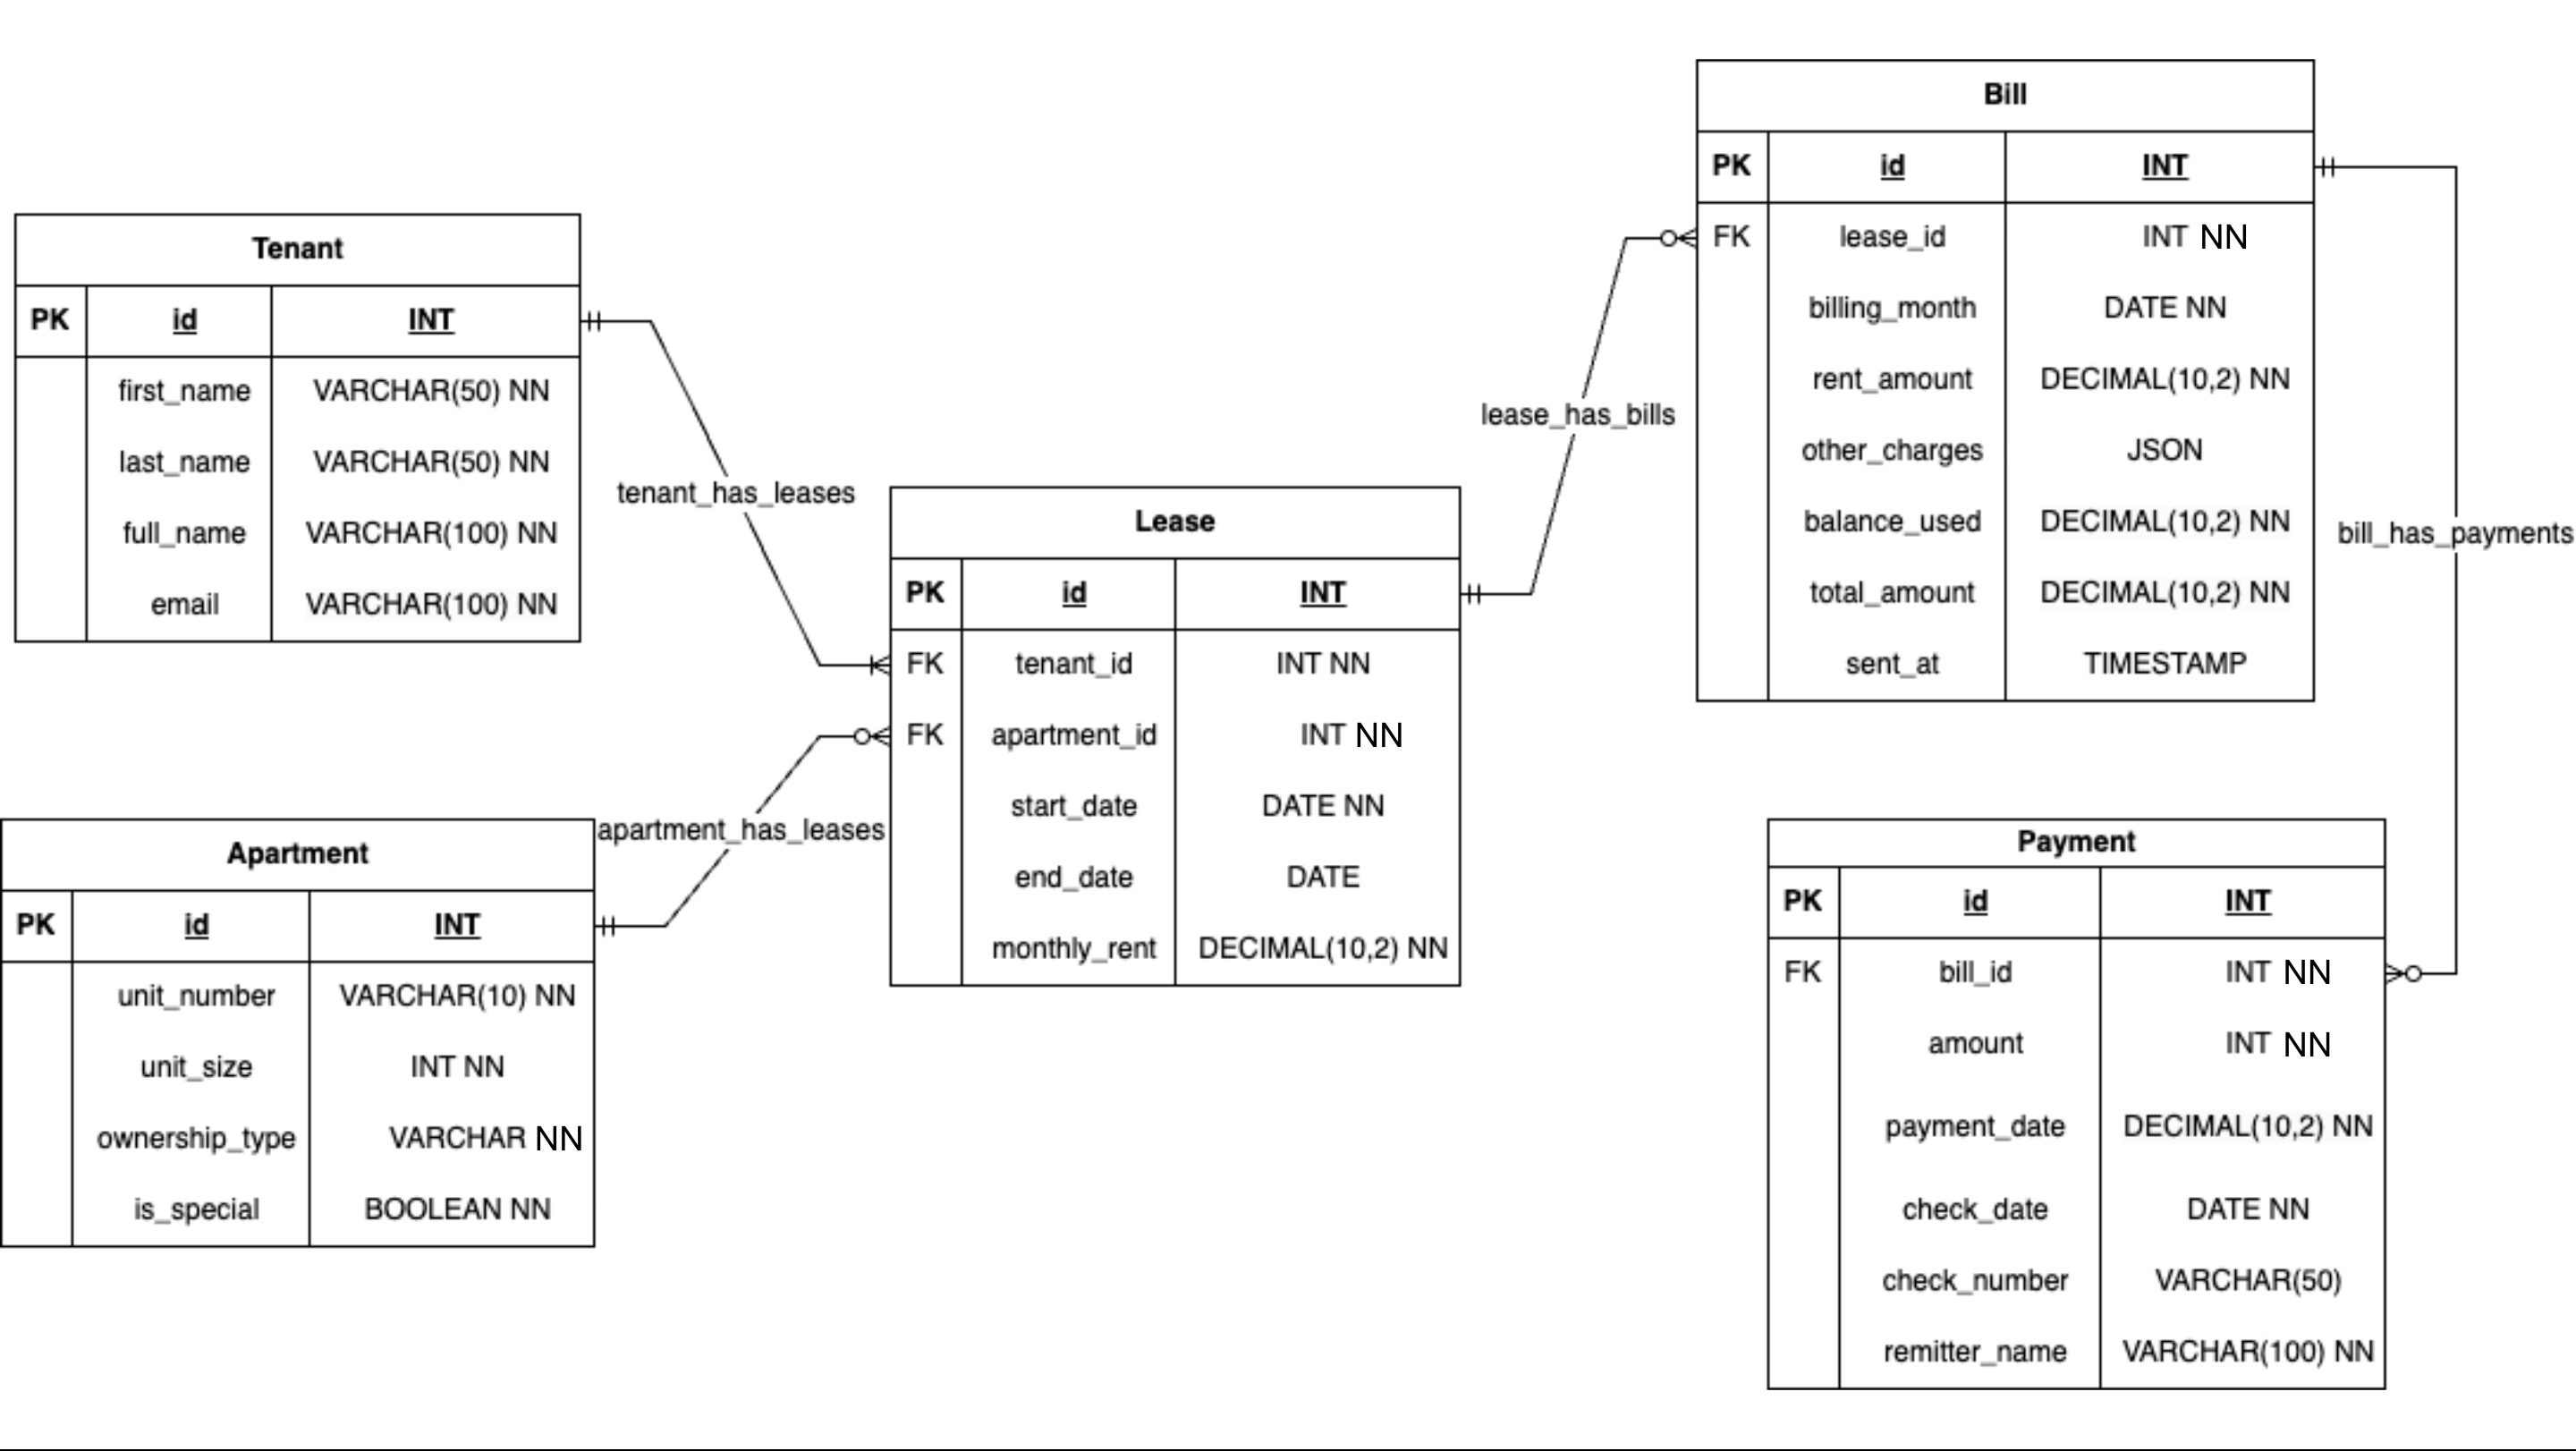 Tenant
PK id INT
first_name VARCHAR(50) NN
last_name VARCHAR(50) NN
full_name VARCHAR(100) NN
email VARCHAR(100) NN
tenant_has_leases
Apartment
PK id INT
unit_number VARCHAR(10) NN
unit_size INT NN
ownership_type VARCHAR NN
is_special BOOLEAN NN
apartment_has_leases
Lease
PK id INT
FK tenant_id INT NN
FK apartment_id INT NN
start_date DATE NN
end_date DATE
monthly_rent DECIMAL(10,2) NN
lease_has_bills
Bill
PK id INT
FK lease_id INT NN
billing_month DATE NN
rent_amount DECIMAL(10,2) NN
other_charges JSON
balance_used DECIMAL(10,2) NN
total_amount DECIMAL(10,2) NN
sent_at TIMESTAMP
bill_has_payments
Payment
PK id INT
FK bill_id INT NN
amount INT NN
payment_date DECIMAL(10,2) NN
check_date DATE NN
check_number VARCHAR(50)
remitter_name VARCHAR(100) NN